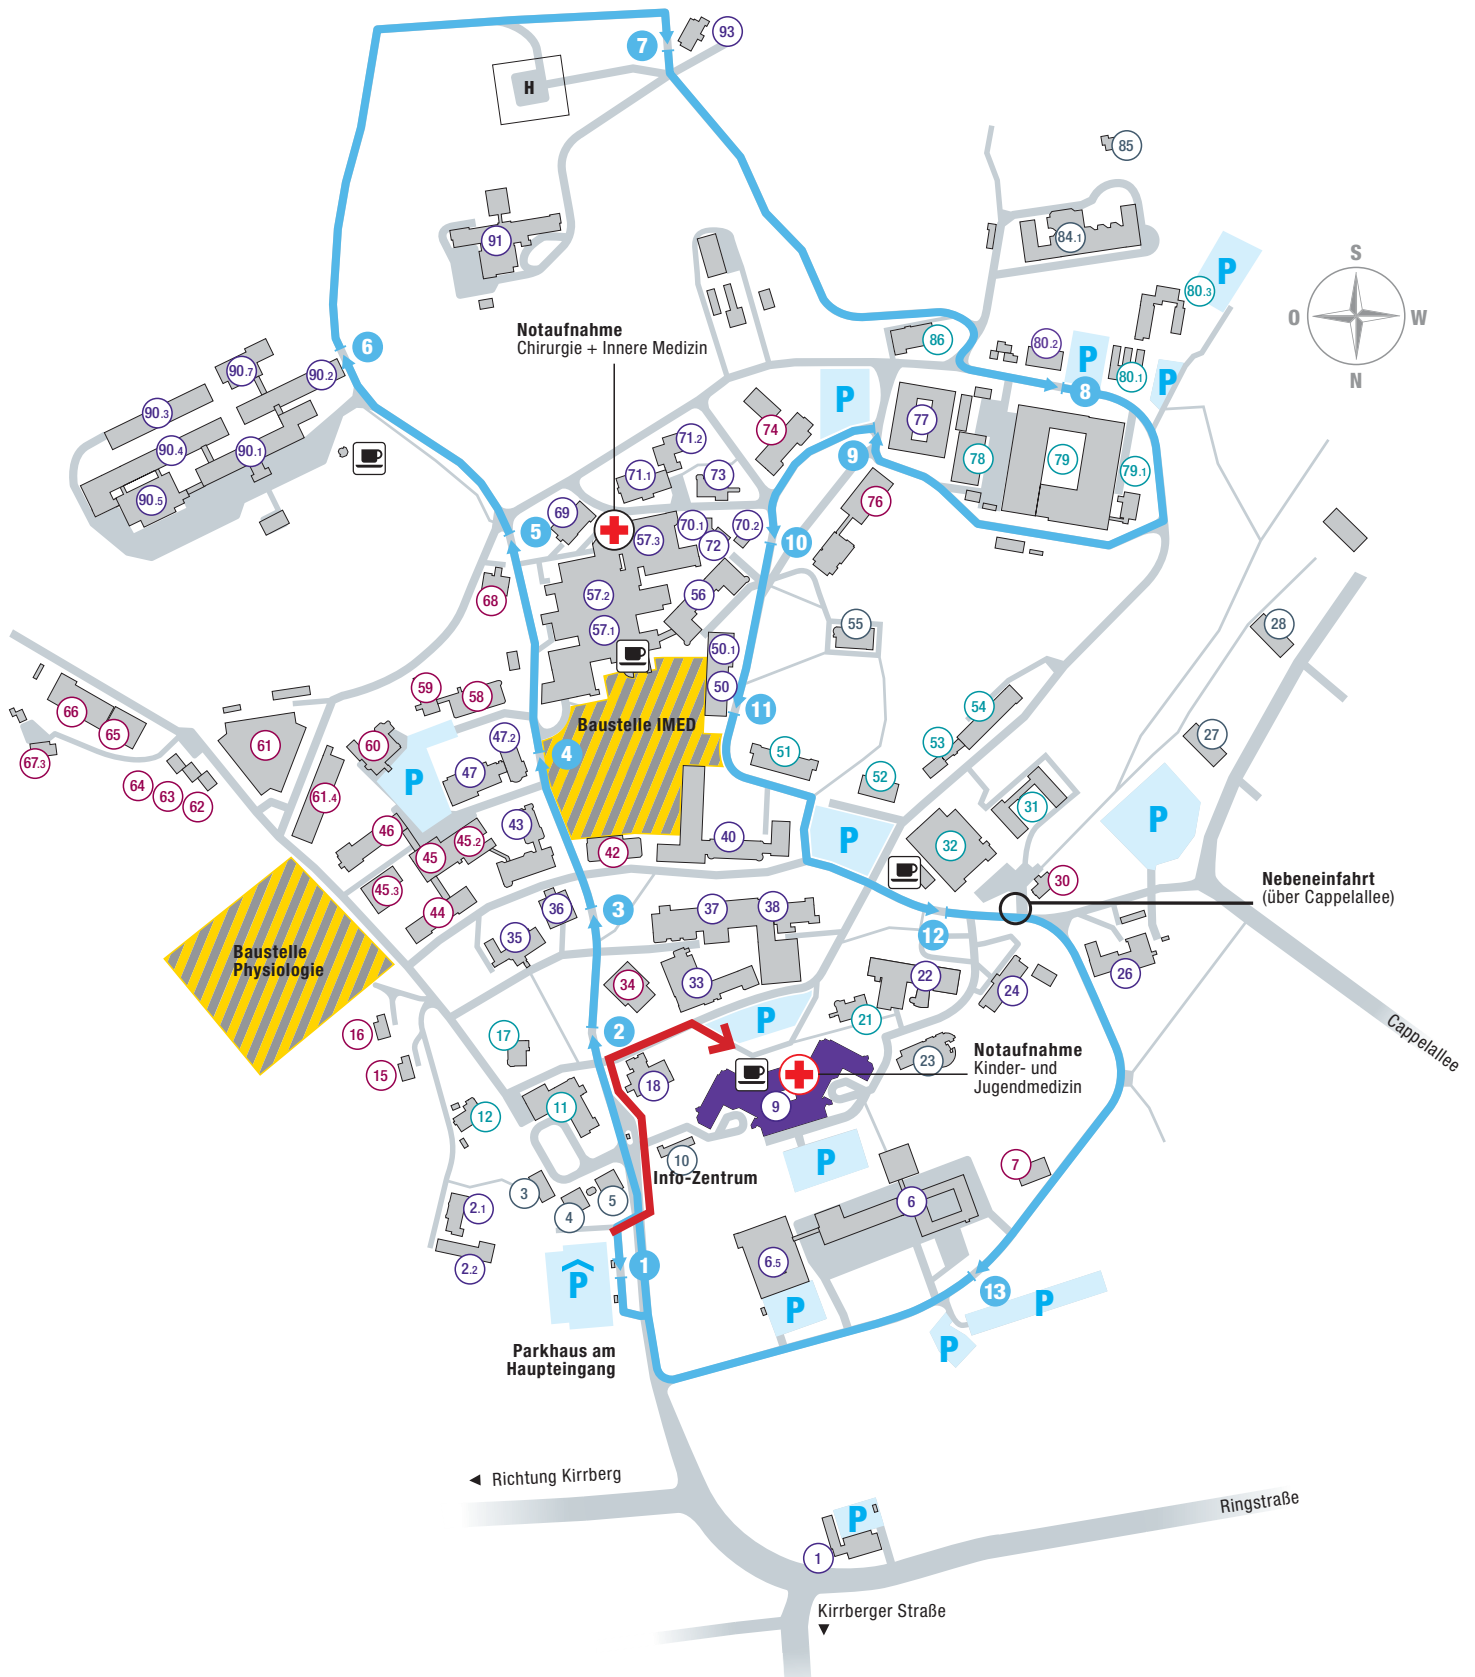 93
7
H
85
84.1
91
P
80.3
S
O
W
N
Notaufnahme
Chirurgie + Innere Medizin
86
80.2
P
80.1
P
6
90.7
90.2
8
P
90.3
74
77
90.4
90.1
71.2
9
78
79
79.1
90.5
71.1
73
76
69
5
57.3
70.1
70.2
72
10
68
57.2
56
57.1
55
28
50.1
59
58
50
66
65
54
11
Baustelle IMED
53
27
67.3
61
60
47.2
4
51
47
P
52
64
63
62
61.4
31
46
43
45.2
P
P
45
42
40
32
45.3
30
Nebeneinfahrt
(über Cappelallee)
44
36
3
37
38
35
12
Baustelle
Physiologie
34
33
22
24
26
16
17
2
P
21
Cappelallee
15
18
23
Notaufnahme
Kinder- und
Jugendmedizin
12
11
9
10
P
7
Info-Zentrum
3
4
5
2.1
6
2.2
1
6.5
P
13
P
P
P
Parkhaus am
Haupteingang
Richtung Kirrberg
P
Ringstraße
1
Kirrberger Straße